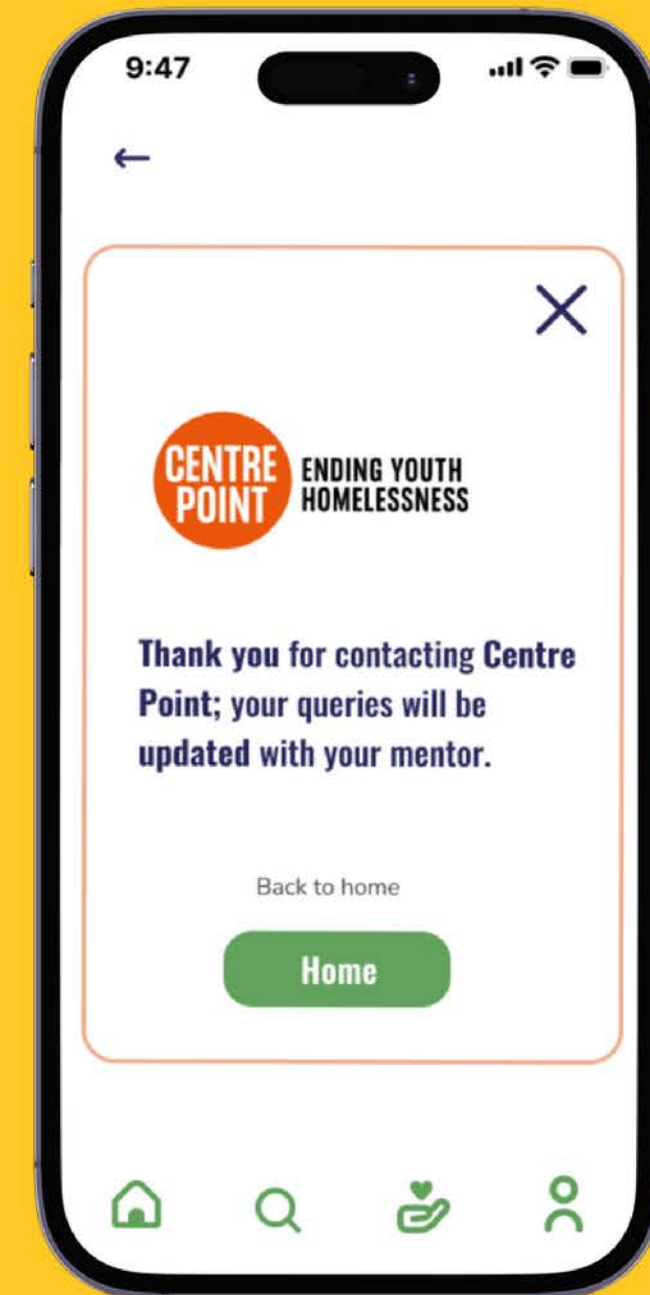 9:47
CENTRE
POINT
ENDING YOUTH
HOMELESSNESS
Thank you for contacting Centre
Point; your queries will be
updated with your mentor.
Back to home
Home